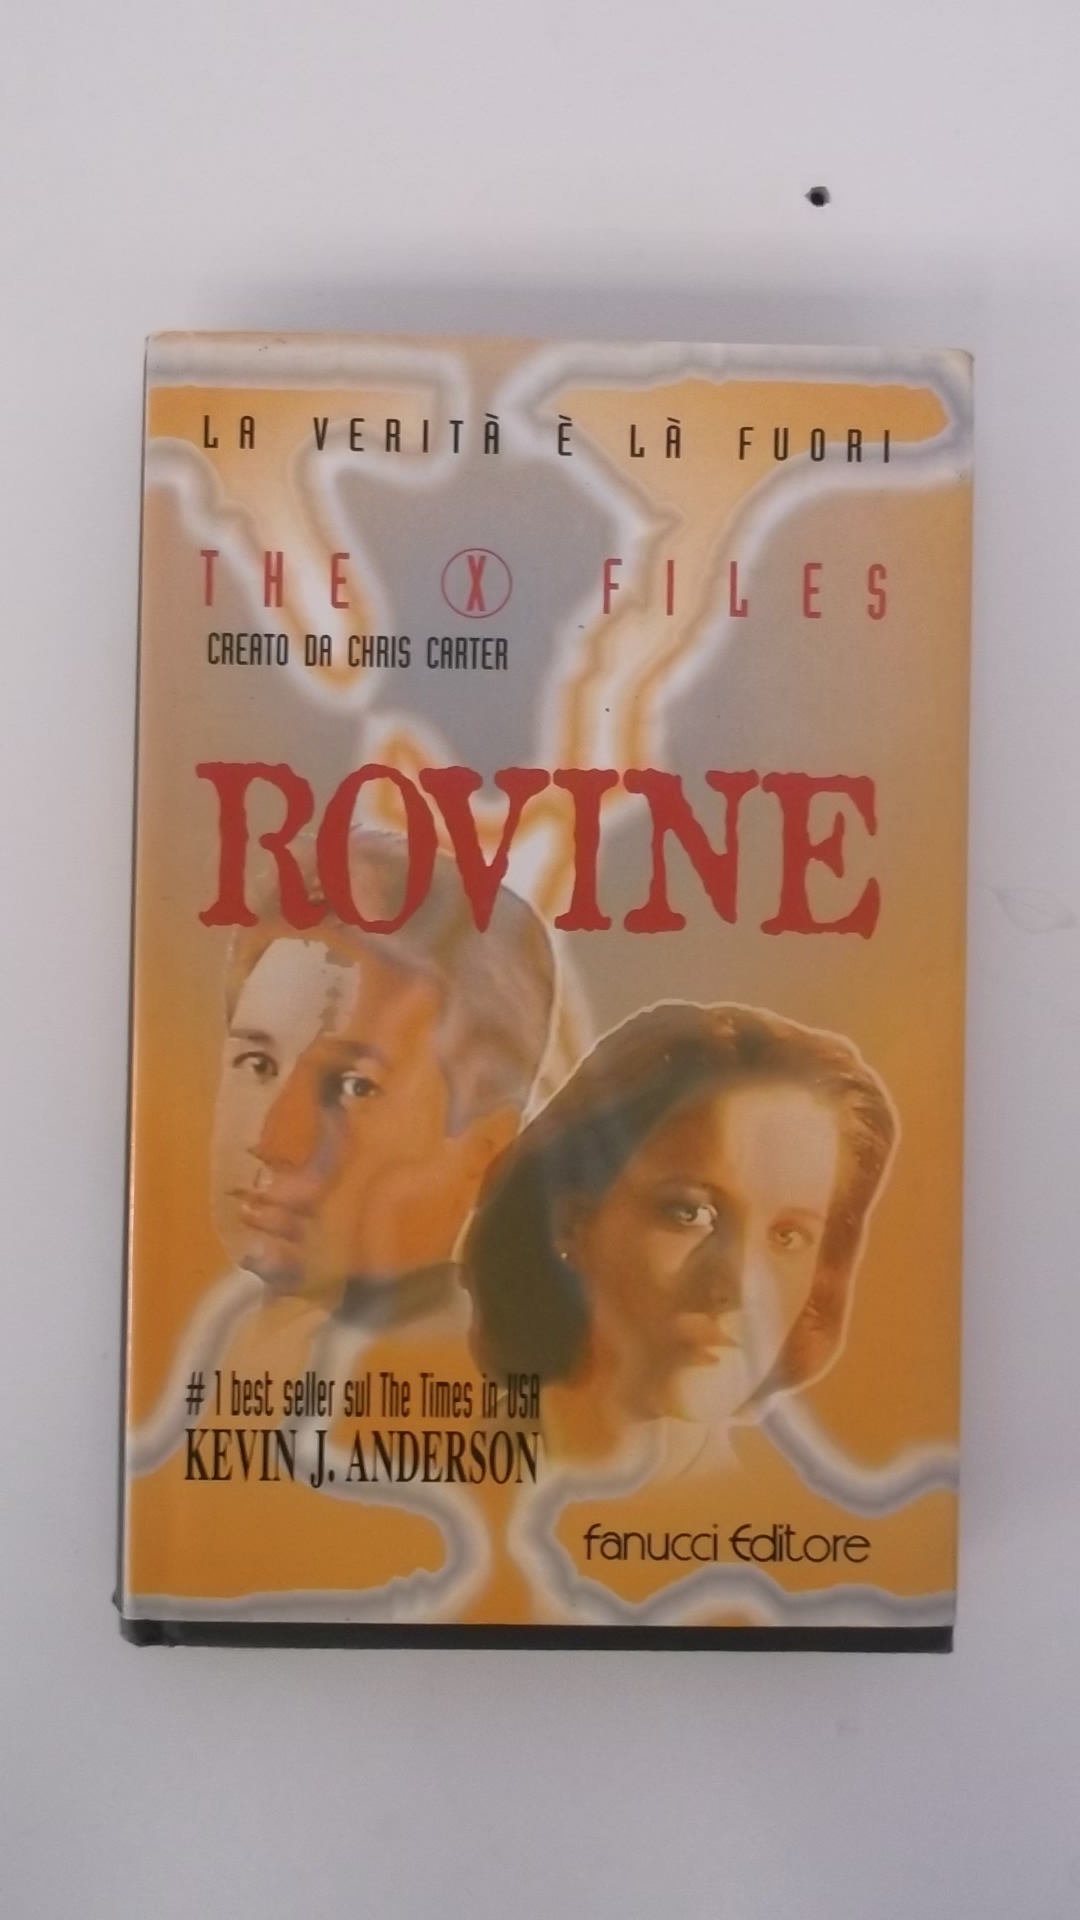 LA VERITÀ È LÀ FUORI
THE X FILES
CREATO DA CHRIS CARTER
ROVINE
# 1 best seller sul The Times in USA
KEVIN J. ANDERSON
fanucci Editore